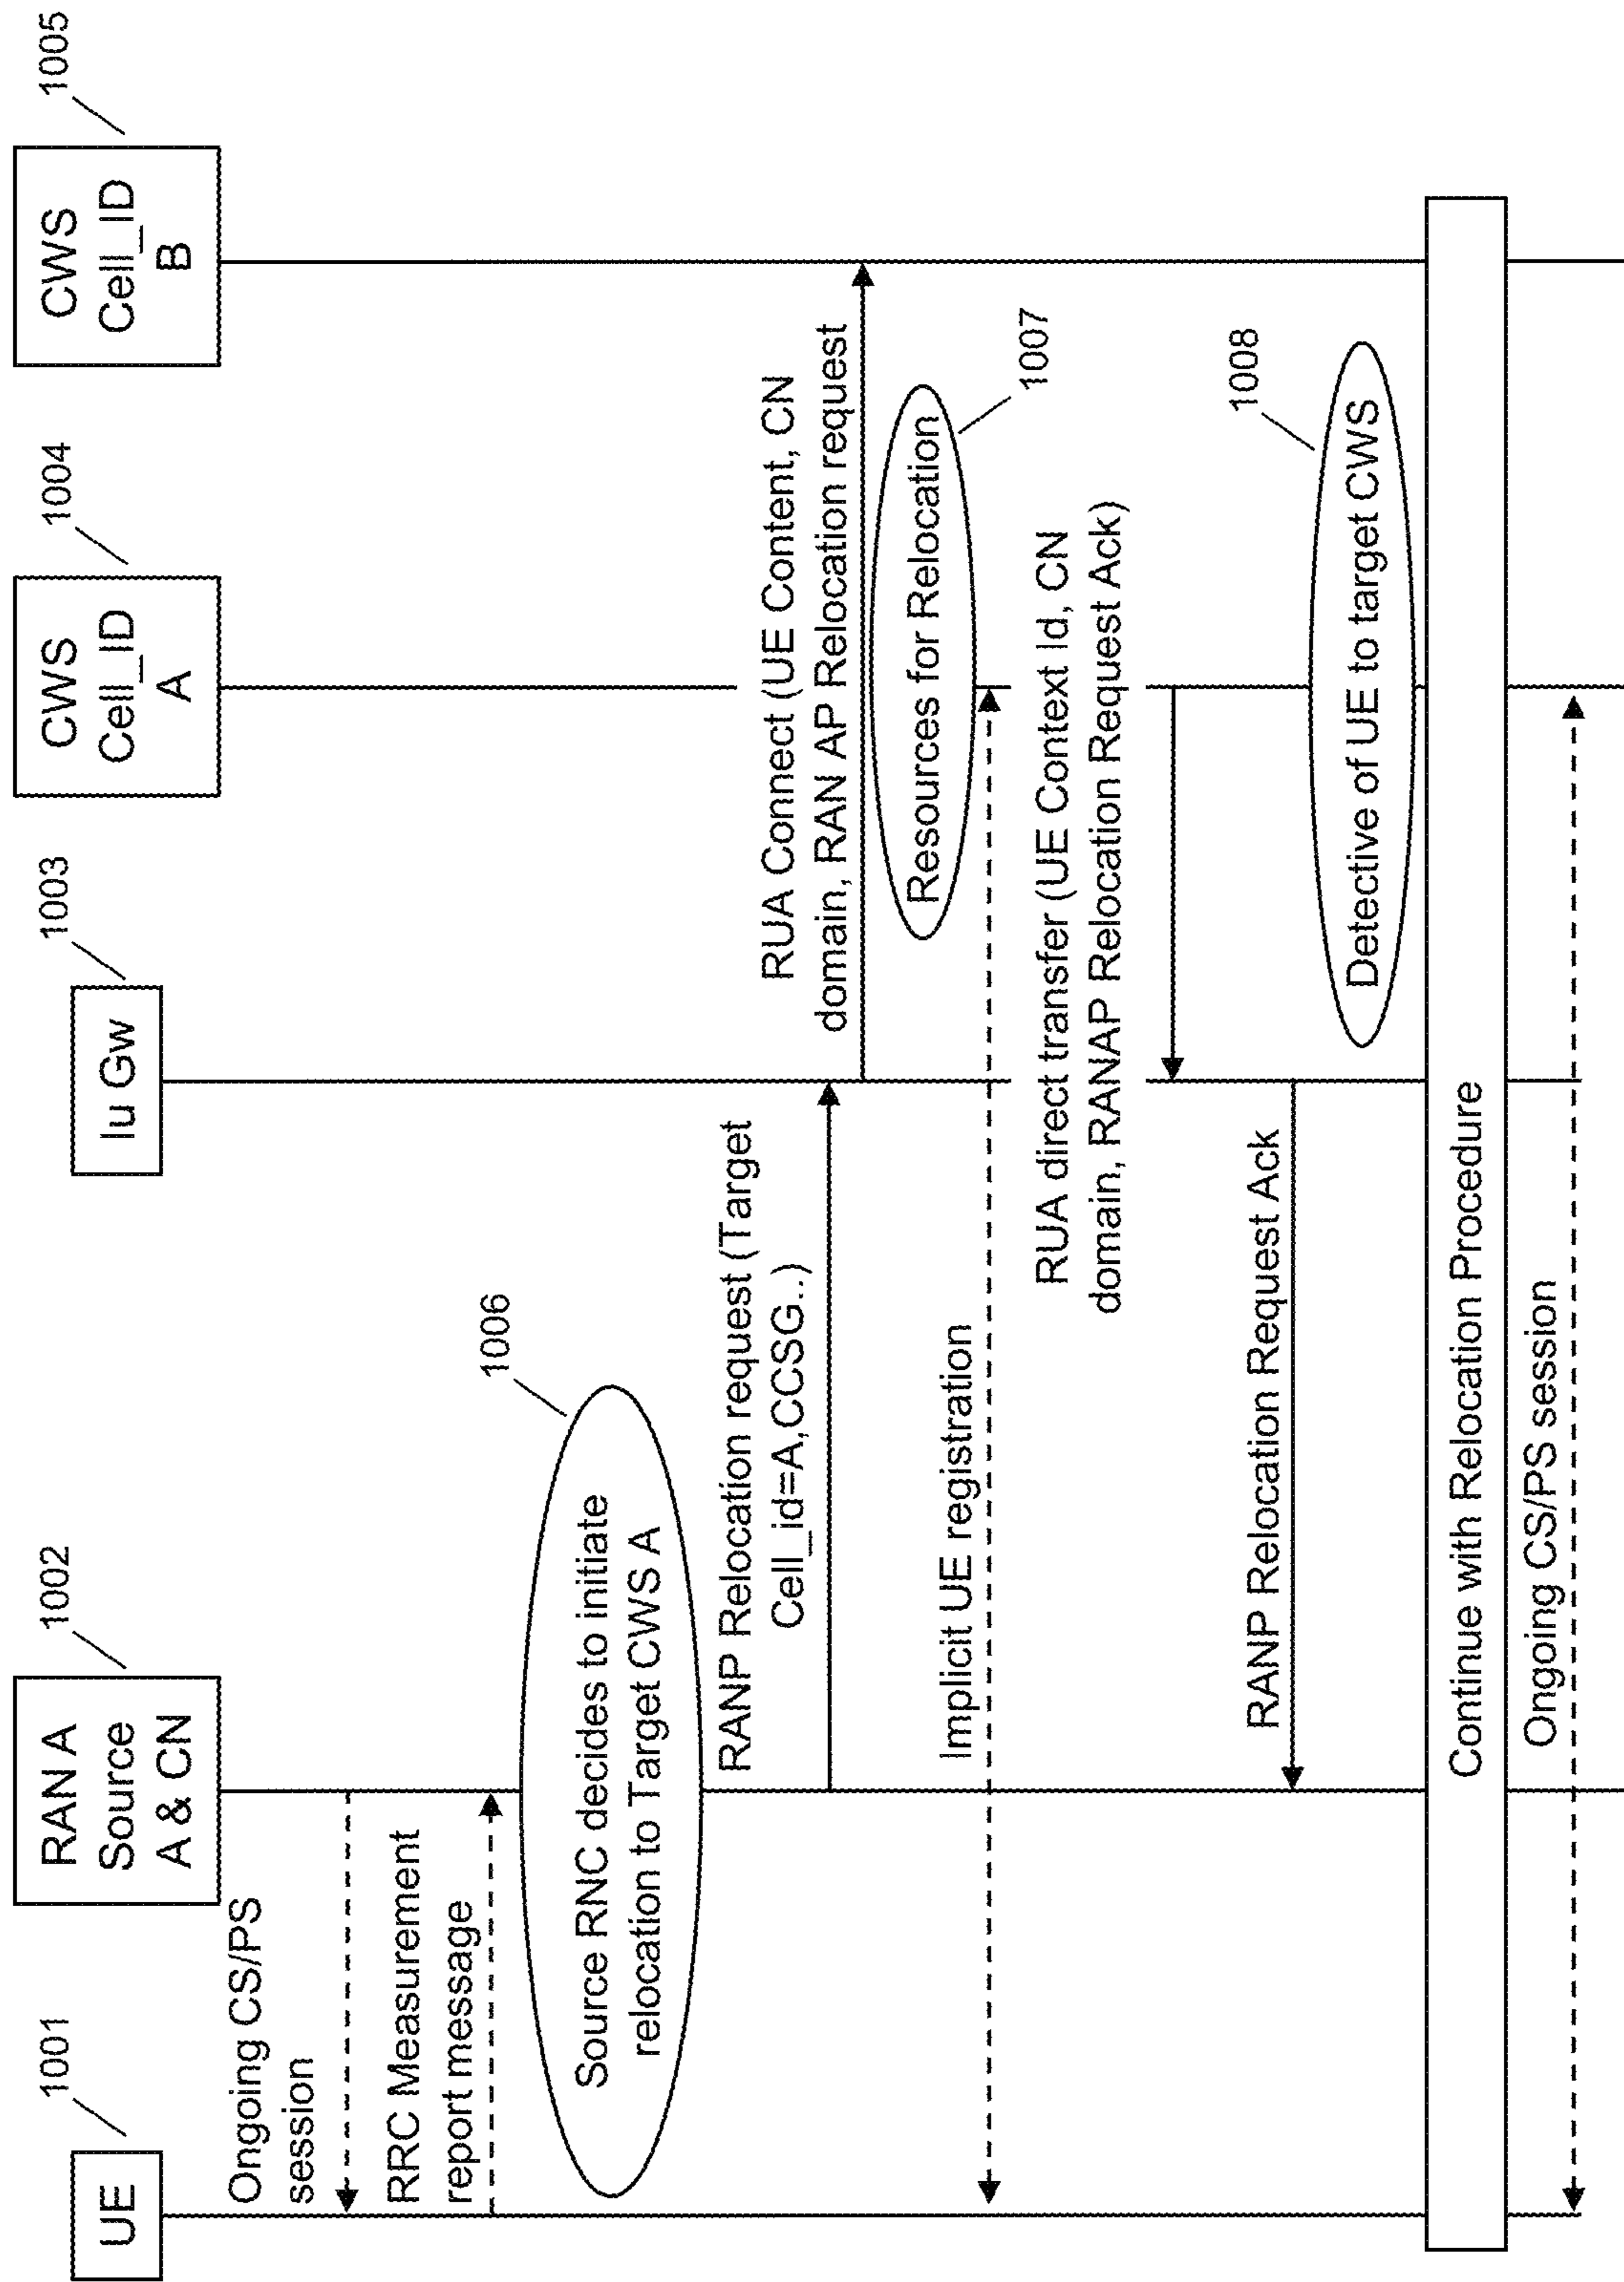 1001
UE
1002
RAN A
Source
A & CN
1003
Iu Gw
1004
CWS
Cell_ID
A
1005
CWS
Cell_ID
B
Ongoing CS/PS
session
RRC Measurement
report message
1006
Source RNC decides to initiate
relocation to Target CWS A
RANP Relocation request (Target
Cell_id=A,CCSG..)
RUA Connect (UE Content, CN
domain, RAN AP Relocation request
Resources for Relocation
1007
Implicit UE registration
RUA direct transfer (UE Context Id, CN
domain, RANAP Relocation Request Ack)
RANP Relocation Request Ack
1008
Detective of UE to target CWS
Continue with Relocation Procedure
Ongoing CS/PS session